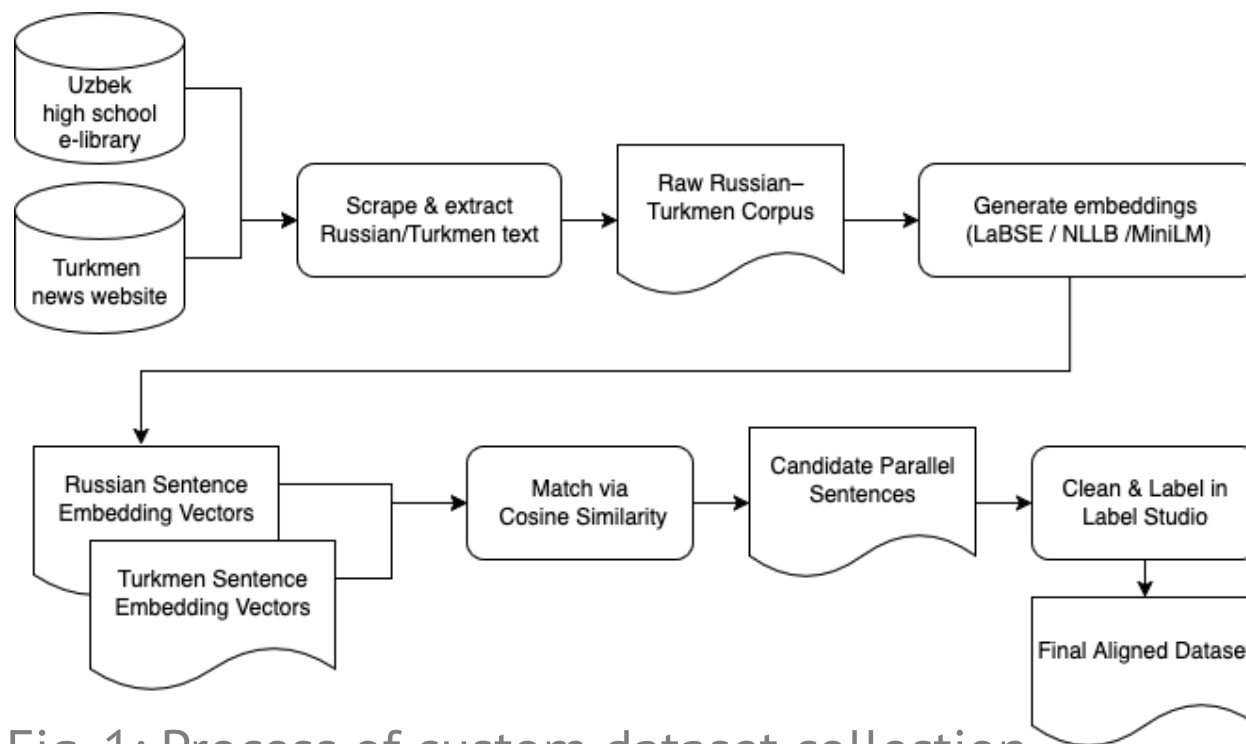 Uzbek
high school
e-library
Turkmen
news website
Scrape & extract
Russian/Turkmen text
Raw Russian–
Turkmen Corpus
Generate embeddings
(LaBSE / NLLB /MiniLM)
Russian Sentence
Embedding Vectors
Turkmen Sentence
Embedding Vectors
Match via
Cosine Similarity
Candidate Parallel
Sentences
Clean & Label in
Label Studio
Final Aligned Datase
Fig. 1: Process of custom dataset collection